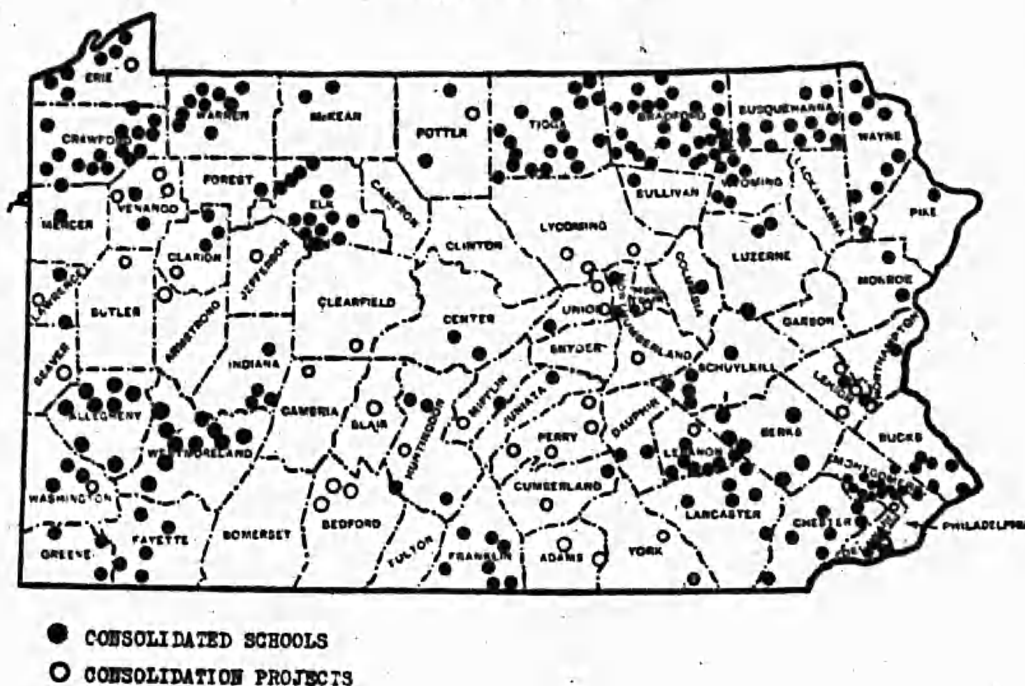 ERIE
CRAWFORD
WARREN
McKEAR
POTTER
TIOGA
BRADFORD
SUSQUEHANNA
WAYNE
FOREST
ELK
CAMERON
SULLIVAN
WYOMING
LACKAWANNA
PIKE
MERCER
VENANGO
CLARION
JEFFERSON
CLINTON
LYCOMING
COLUMBIA
LUZERNE
MONROE
LAWRENCE
BUTLER
ARMSTRONG
CLEARFIELD
CENTER
UNION
SNYDER
CARBON
BEAVER
INDIANA
MIFFLIN
JUNIATA
SCHUYLKILL
LEHIGH
NORTHAMPTON
ALLEGHENY
WESTMORELAND
CAMBRIA
BLAIR
HUNTINGDON
PERRY
DAUPHIN
LEBANON
BERKS
BUCKS
MONTGOMERY
WASHINGTON
CUMBERLAND
LANCASTER
CHESTER
PHILADELPHIA
GREENE
FAYETTE
SOMERSET
BEDFORD
FULTON
FRANKLIN
ADAMS
YORK
CONSOLIDATED SCHOOLS
CONSOLIDATION PROJECTS